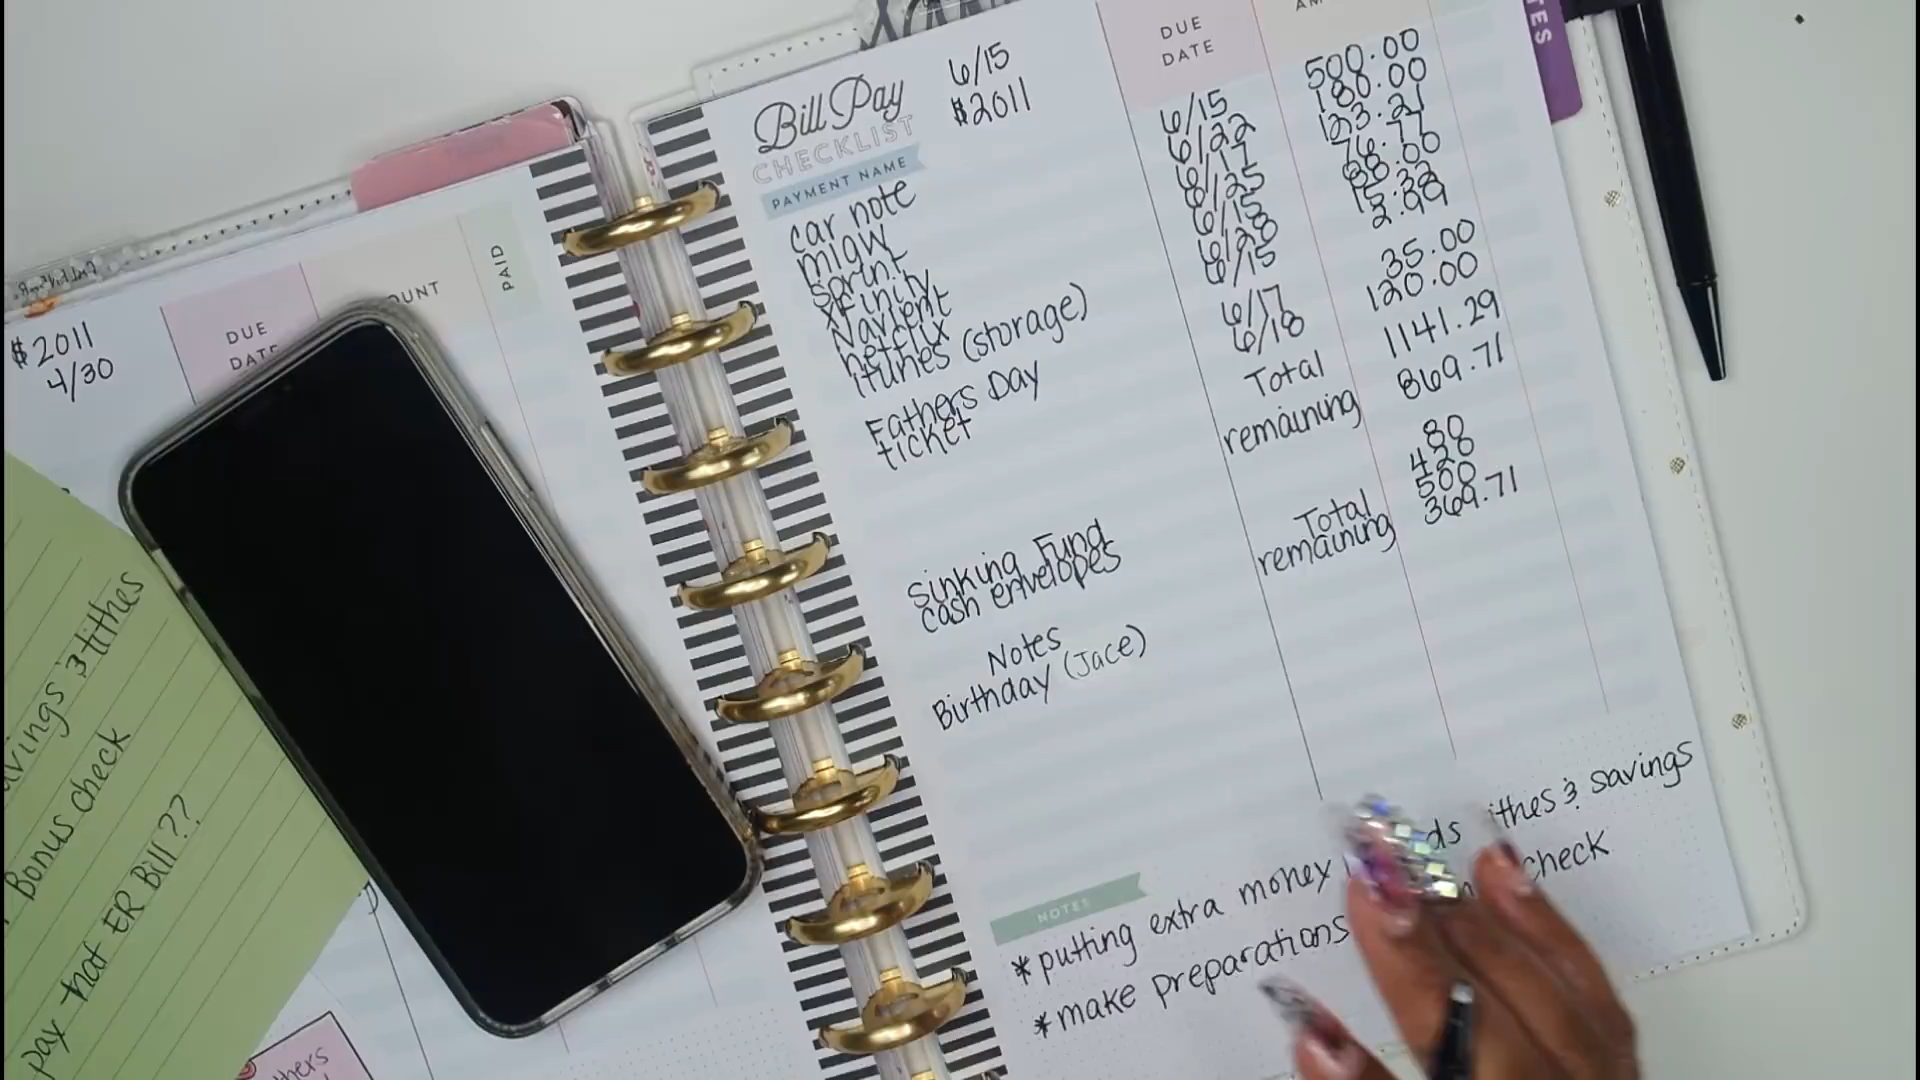 $2011
4/30
DUE
DATE
PAID
savings & tithes
Bonus check
pay that ER Bill??
Bill Pay
CHECKLIST
6/15
$2011
DUE
DATE
PAYMENT NAME
car note 6/15 500.00
mlgw 6/22 180.00
sprint 6/17 123.21
xfinity 6/25 76.77
Navient 6/15 88.00
netflix 6/28 15.32
itunes (storage) 6/15 2.99
Fathers Day 6/17 35.00
ticket 6/18 120.00
Total 1141.29
remaining 869.71
sinking Fund 80
cash envelopes 420
Total 500
remaining 369.71
Notes
Birthday (Jace)
NOTES
*putting extra money tithes & savings
*make preparations check